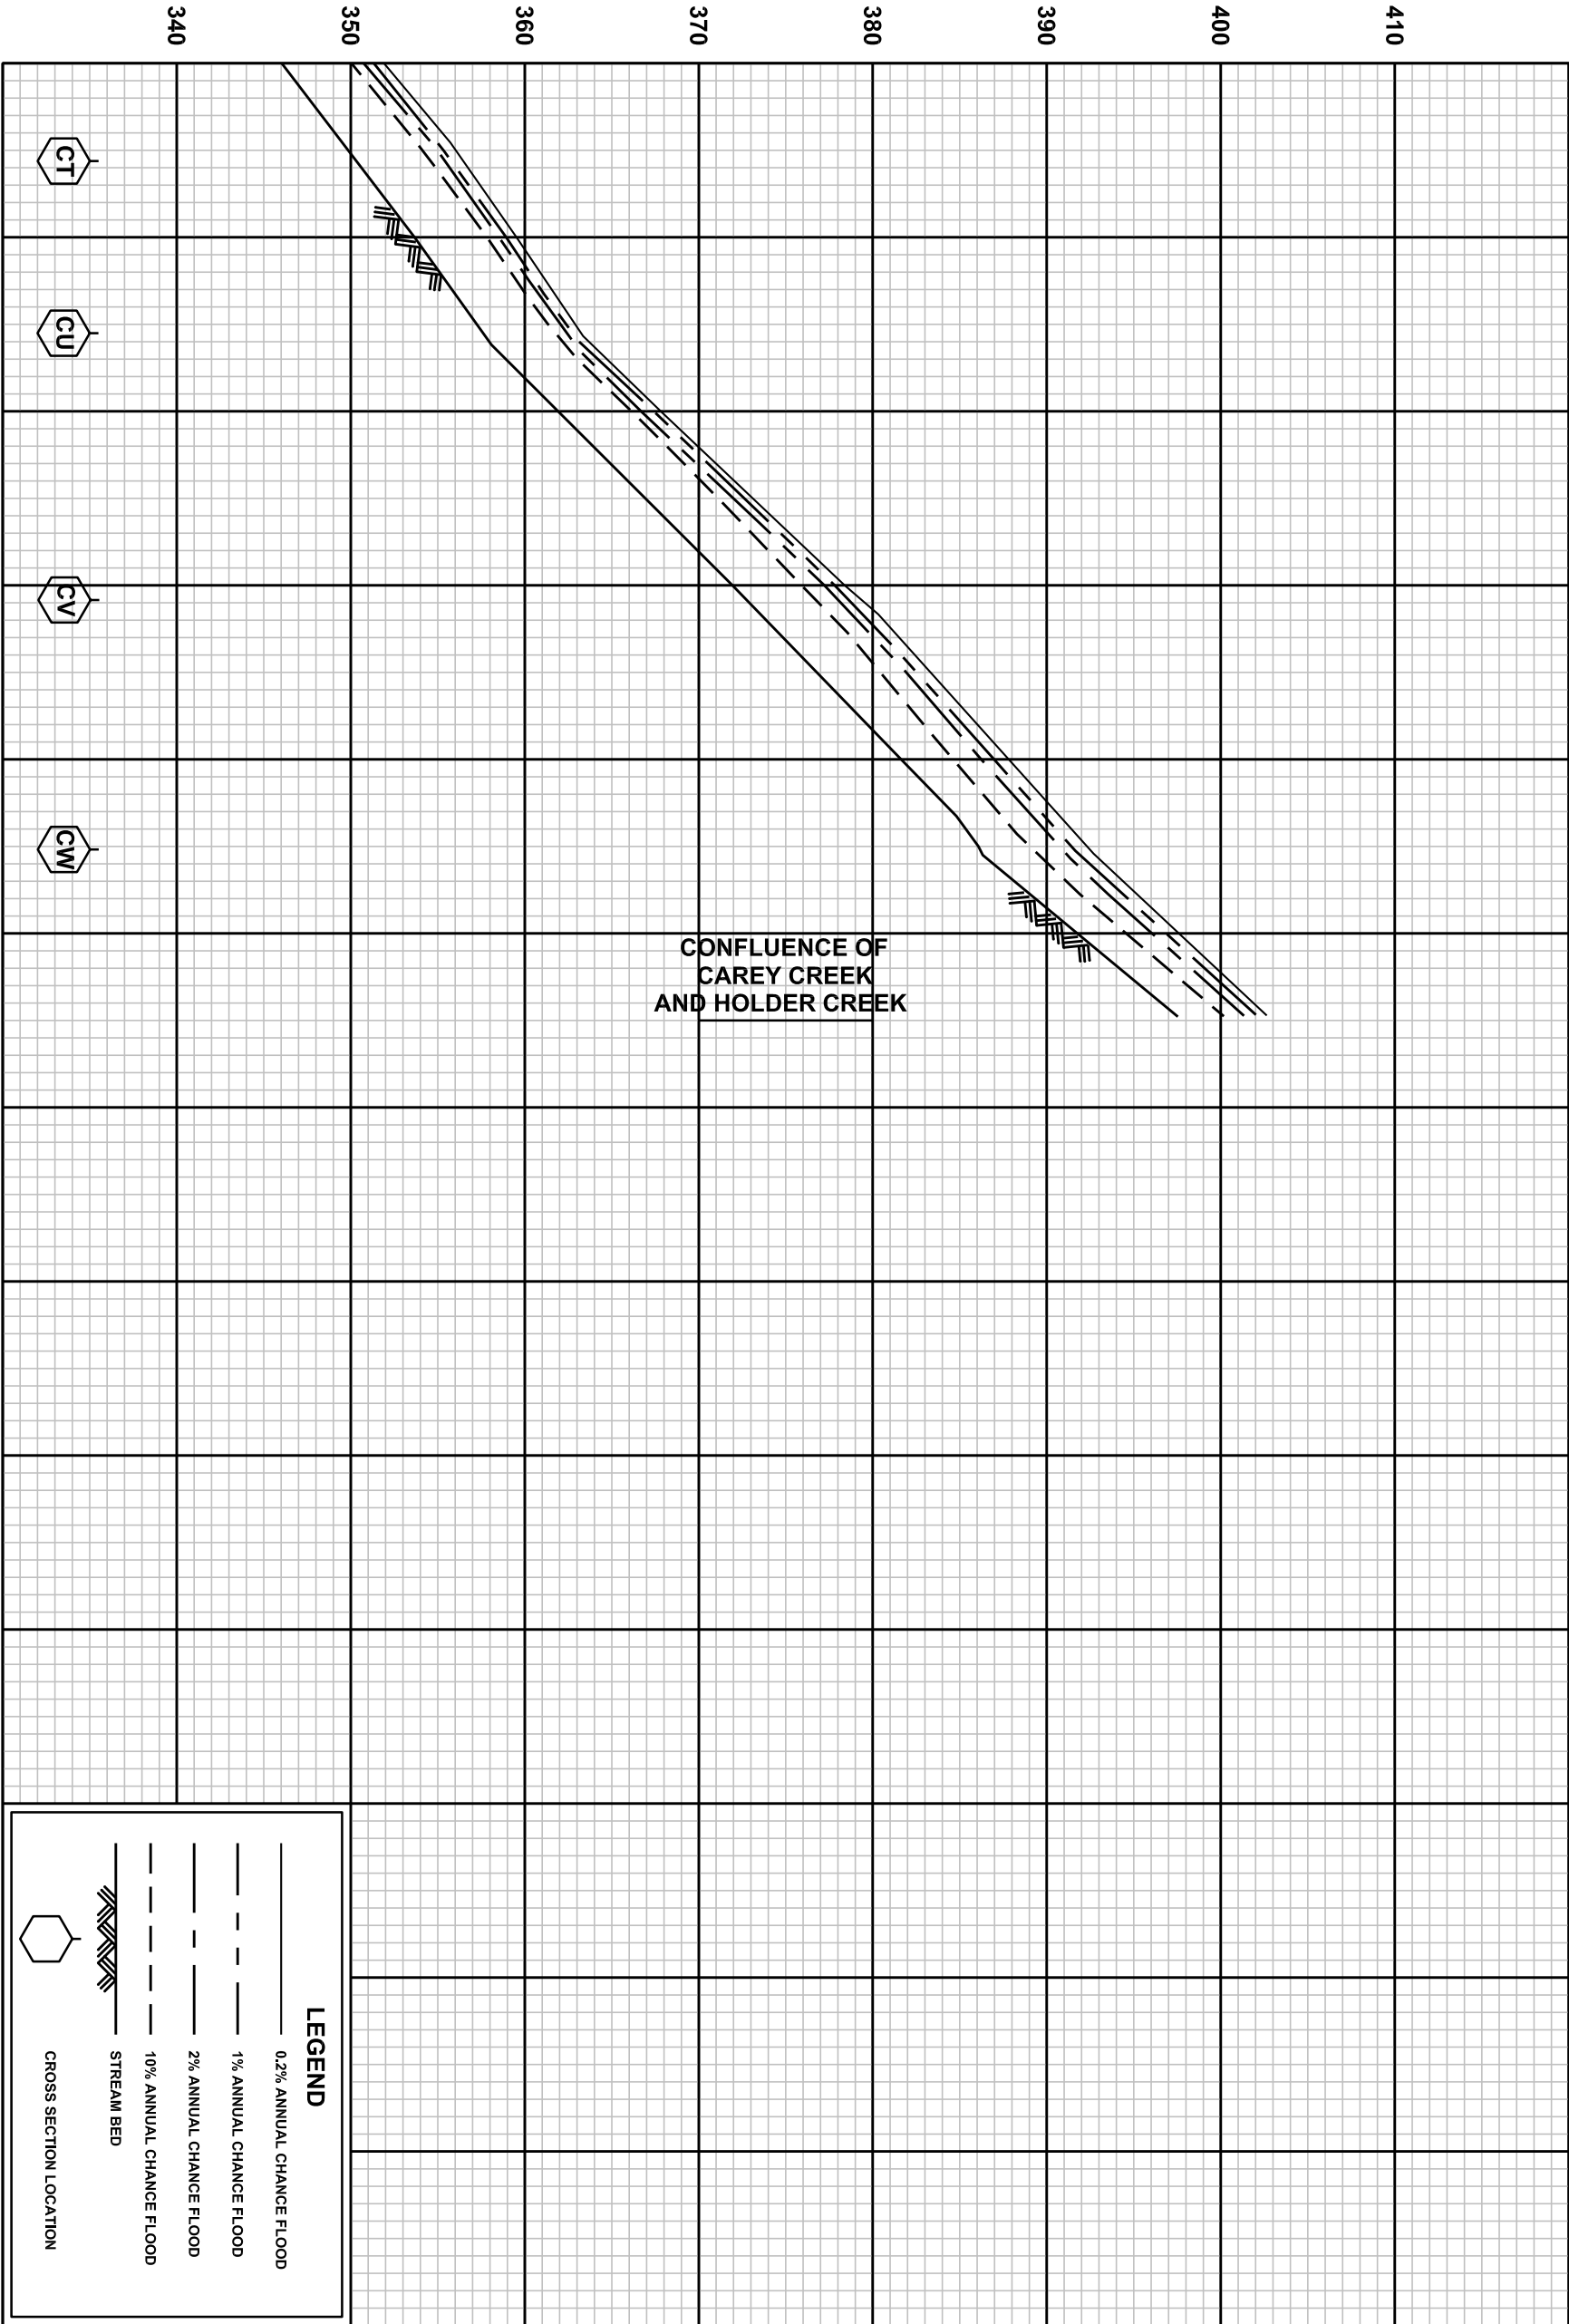 340
350
360
370
380
390
400
410
CT
CU
CV
CW
CONFLUENCE OF
CAREY CREEK
AND HOLDER CREEK
LEGEND
0.2% ANNUAL CHANCE FLOOD
1% ANNUAL CHANCE FLOOD
2% ANNUAL CHANCE FLOOD
10% ANNUAL CHANCE FLOOD
STREAM BED
CROSS SECTION LOCATION